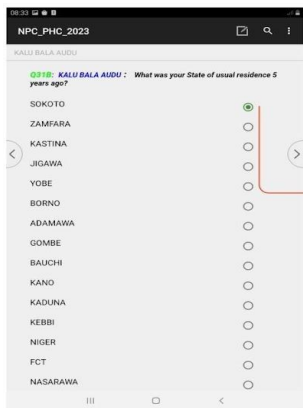 08:33
NPC_PHC_2023
KALU BALA AUDU
Q31B: KALU BALA AUDU : What was your State of usual residence 5
years ago?
SOKOTO
ZAMFARA
KASTINA
JIGAWA
YOBE
BORNO
ADAMAWA
GOMBE
BAUCHI
KANO
KADUNA
KEBBI
NIGER
FCT
NASARAWA